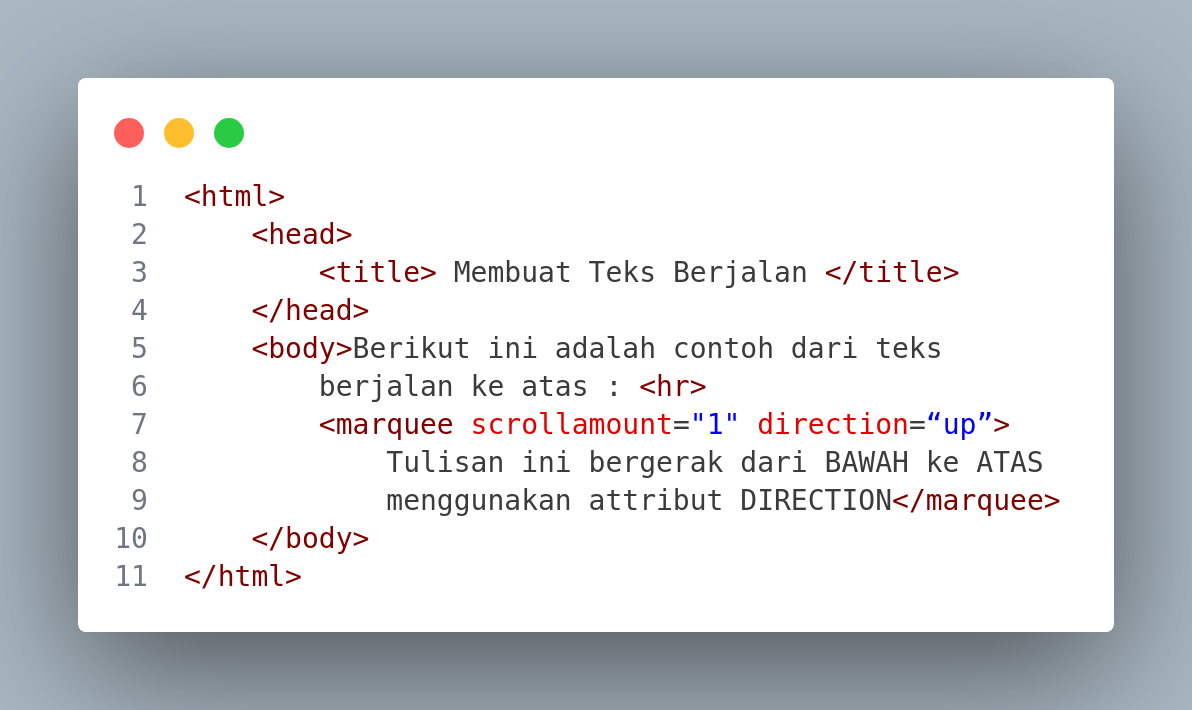 1 <html>
2     <head>
3         <title> Membuat Teks Berjalan </title>
4     </head>
5     <body>Berikut ini adalah contoh dari teks
6         berjalan ke atas : <hr>
7         <marquee scrollamount="1" direction=“up”>
8             Tulisan ini bergerak dari BAWAH ke ATAS
9             menggunakan attribut DIRECTION</marquee>
10     </body>
11 </html>